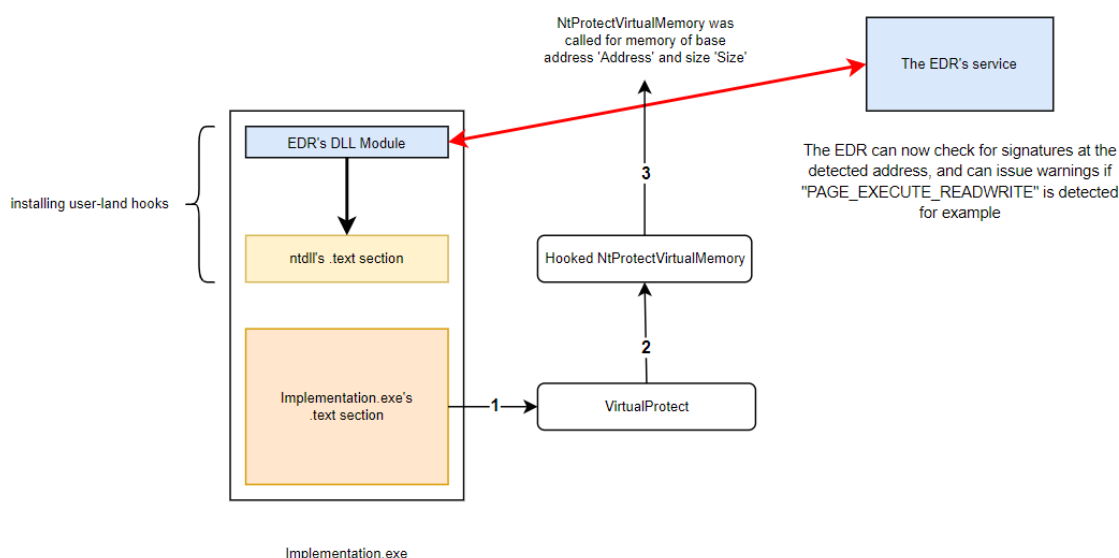 NtProtectVirtualMemory was
called for memory of base
address 'Address' and size 'Size'
The EDR's service
EDR's DLL Module
The EDR can now check for signatures at the
detected address, and can issue warnings if
"PAGE_EXECUTE_READWRITE" is detected
for example
3
installing user-land hooks
ntdll's .text section
Hooked NtProtectVirtualMemory
2
Implementation.exe's
.text section
1
VirtualProtect
Implementation.exe